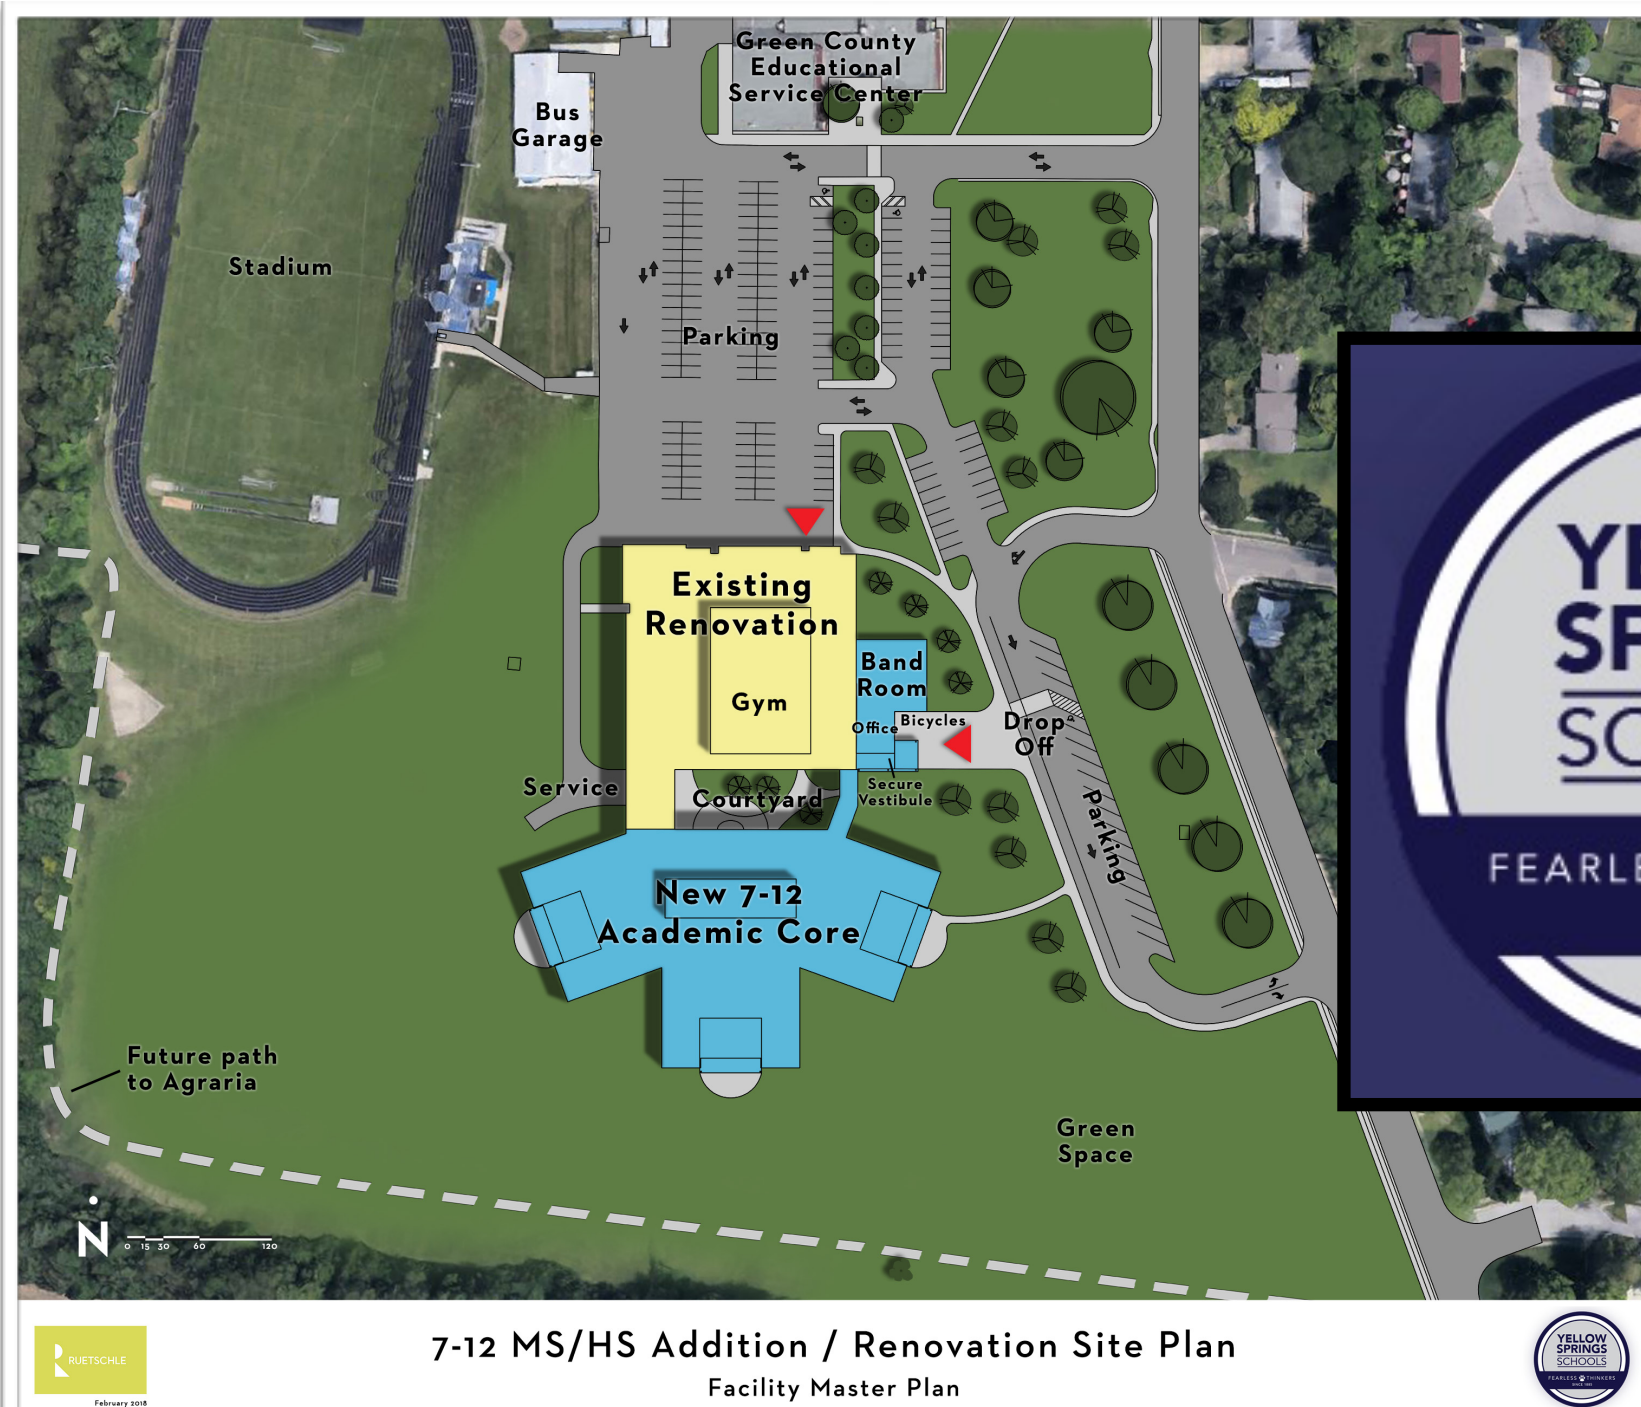 Green County
Educational
Service Center
Bus
Garage
Stadium
Parking
Existing
Renovation
Gym
Band
Room
Office
Bicycles
Drop
Off
Secure
Vestibule
Service
Courtyard
Parking
New 7-12
Academic Core
Future path
to Agraria
Green
Space
N
0 15 30 60 120
YE
SP
SC
FEARLE
RUETSCHLE
February 2018
7-12 MS/HS Addition / Renovation Site Plan
Facility Master Plan
YELLOW
SPRINGS
SCHOOLS
FEARLESS THINKERS